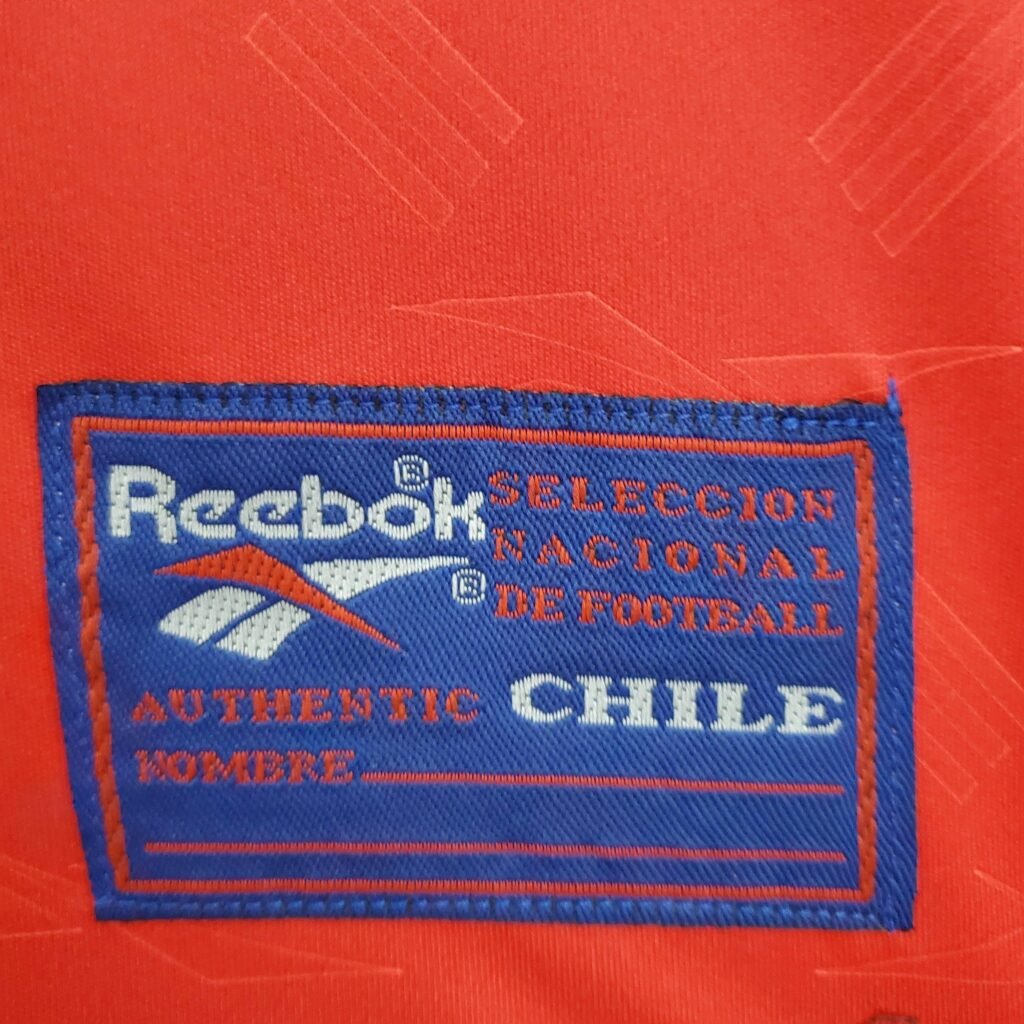 Reebok®
®
SELECCION
NACIONAL
DE FOOTBALL
AUTHENTIC CHILE
NOMBRE